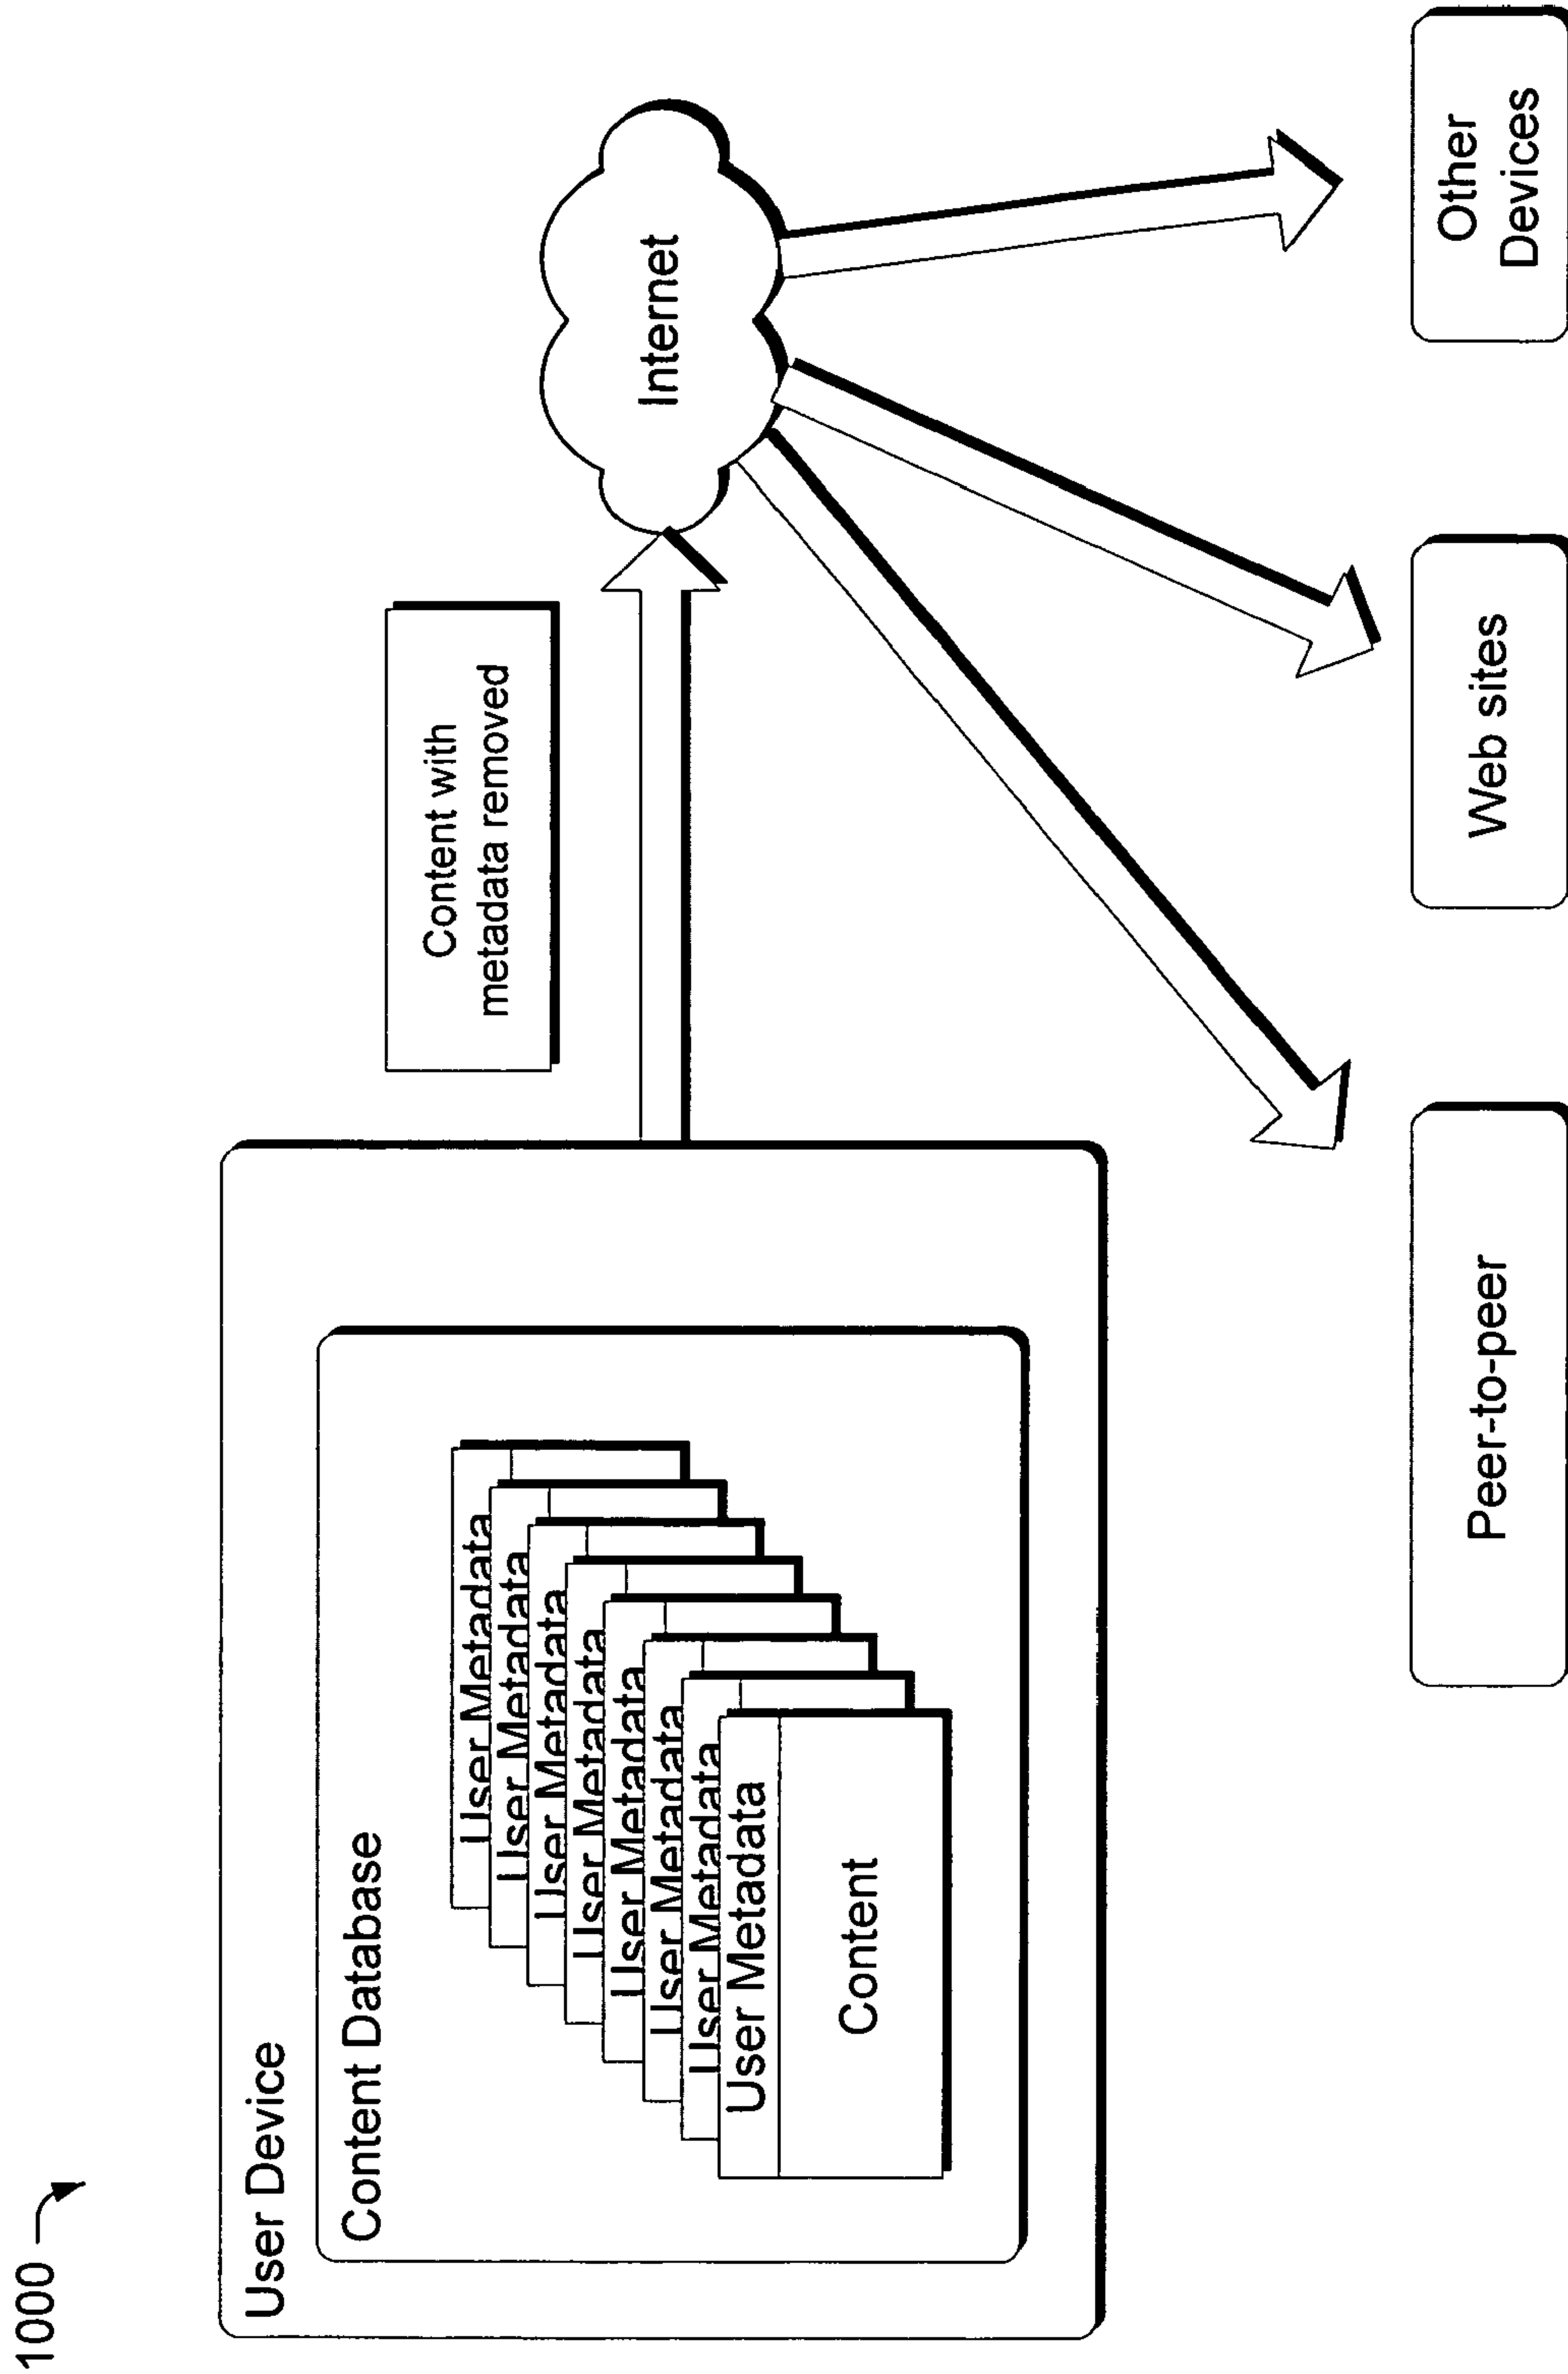 1000
User Device
Content Database
User Metadata
User Metadata
User Metadata
User Metadata
User Metadata
User Metadata
User Metadata
User Metadata
Content
Content with
metadata removed
Internet
Peer-to-peer
Web sites
Other
Devices